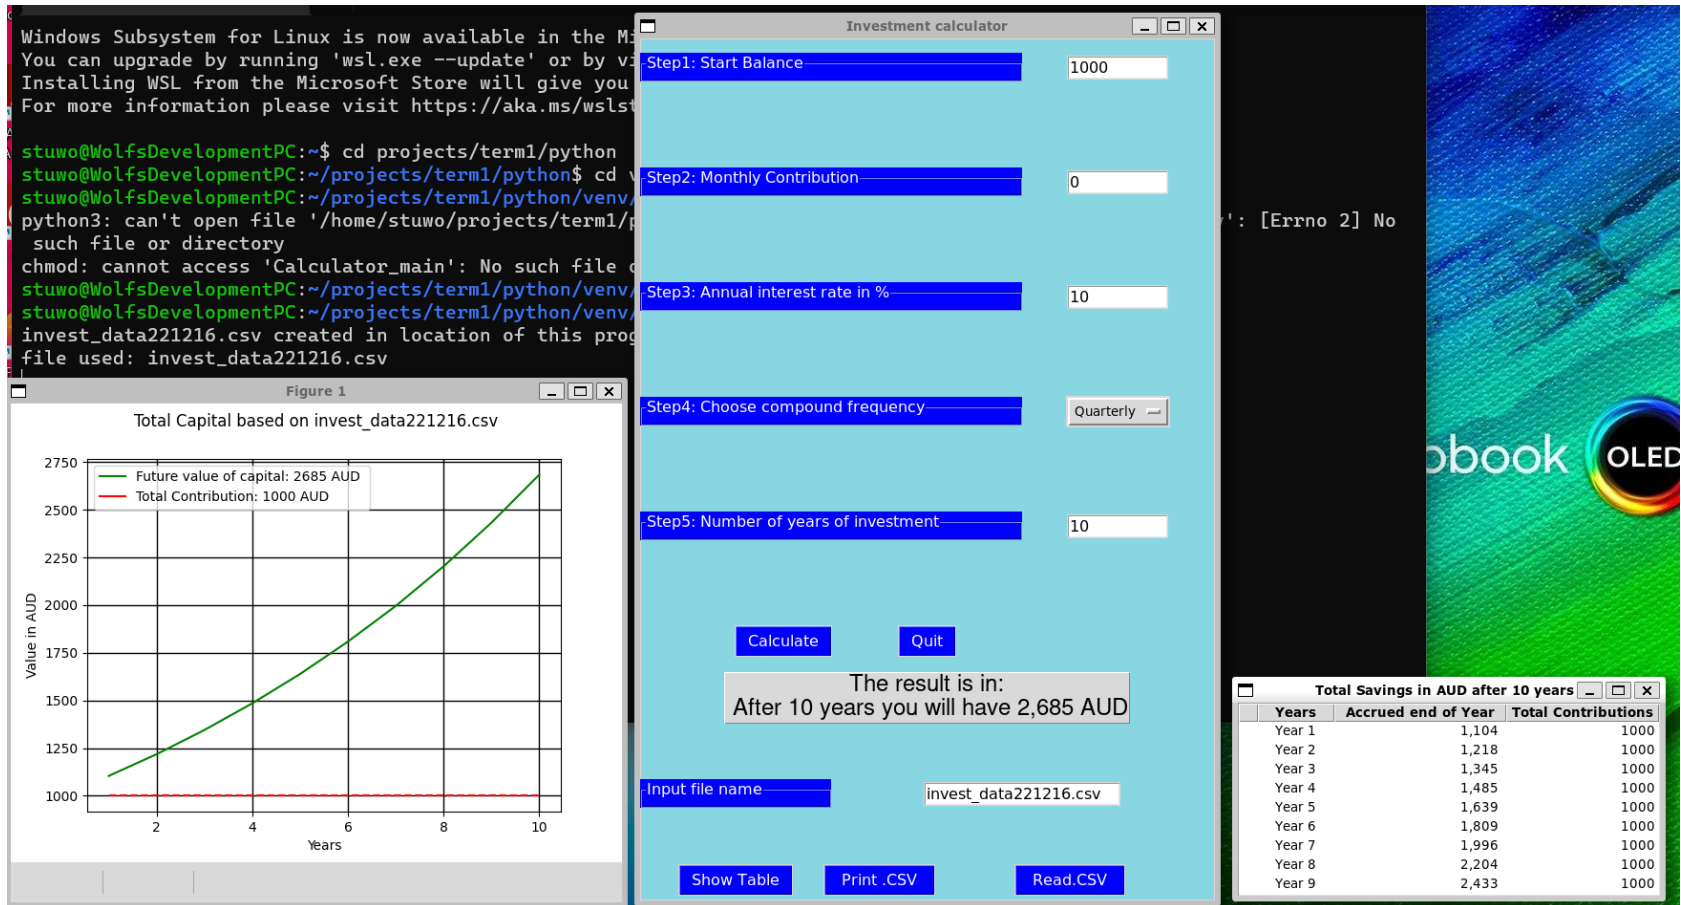 Windows Subsystem for Linux is now available in the
You can upgrade by running 'wsl.exe --update' or by
Installing WSL from the Microsoft Store will give you
For more information please visit https://aka.ms/wslst
stuwo@WolfsDevelopmentPC:~$ cd projects/term1/python
stuwo@WolfsDevelopmentPC:~/projects/term1/python$ cd
stuwo@WolfsDevelopmentPC:~/projects/term1/python/venv/
python3: can't open file '/home/stuwo/projects/term1/ ': [Errno 2] No
such file or directory
chmod: cannot access 'Calculator_main': No such file
stuwo@WolfsDevelopmentPC:~/projects/term1/python/venv/
stuwo@WolfsDevelopmentPC:~/projects/term1/python/venv/
invest_data221216.csv created in location of this prog
file used: invest_data221216.csv
Figure 1
Total Capital based on invest_data221216.csv
Future value of capital: 2685 AUD
Total Contribution: 1000 AUD
Value in AUD
2750
2500
2250
2000
1750
1500
1250
1000
2 4 6 8 10
Years
Investment calculator
Step1: Start Balance 1000
Step2: Monthly Contribution 0
Step3: Annual interest rate in % 10
Step4: Choose compound frequency Quarterly
Step5: Number of years of investment 10
Calculate Quit
The result is in:
After 10 years you will have 2,685 AUD
Input file name invest_data221216.csv
Show Table Print .CSV Read.CSV
obook OLED
Total Savings in AUD after 10 years
Years Accrued end of Year Total Contributions
Year 1 1,104 1000
Year 2 1,218 1000
Year 3 1,345 1000
Year 4 1,485 1000
Year 5 1,639 1000
Year 6 1,809 1000
Year 7 1,996 1000
Year 8 2,204 1000
Year 9 2,433 1000